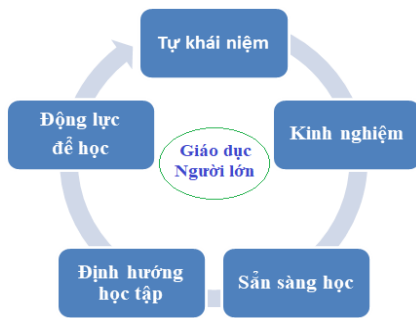 Tự khái niệm
Kinh nghiệm
Sẵn sàng học
Định hướng
học tập
Động lực
để học
Giáo dục
Người lớn